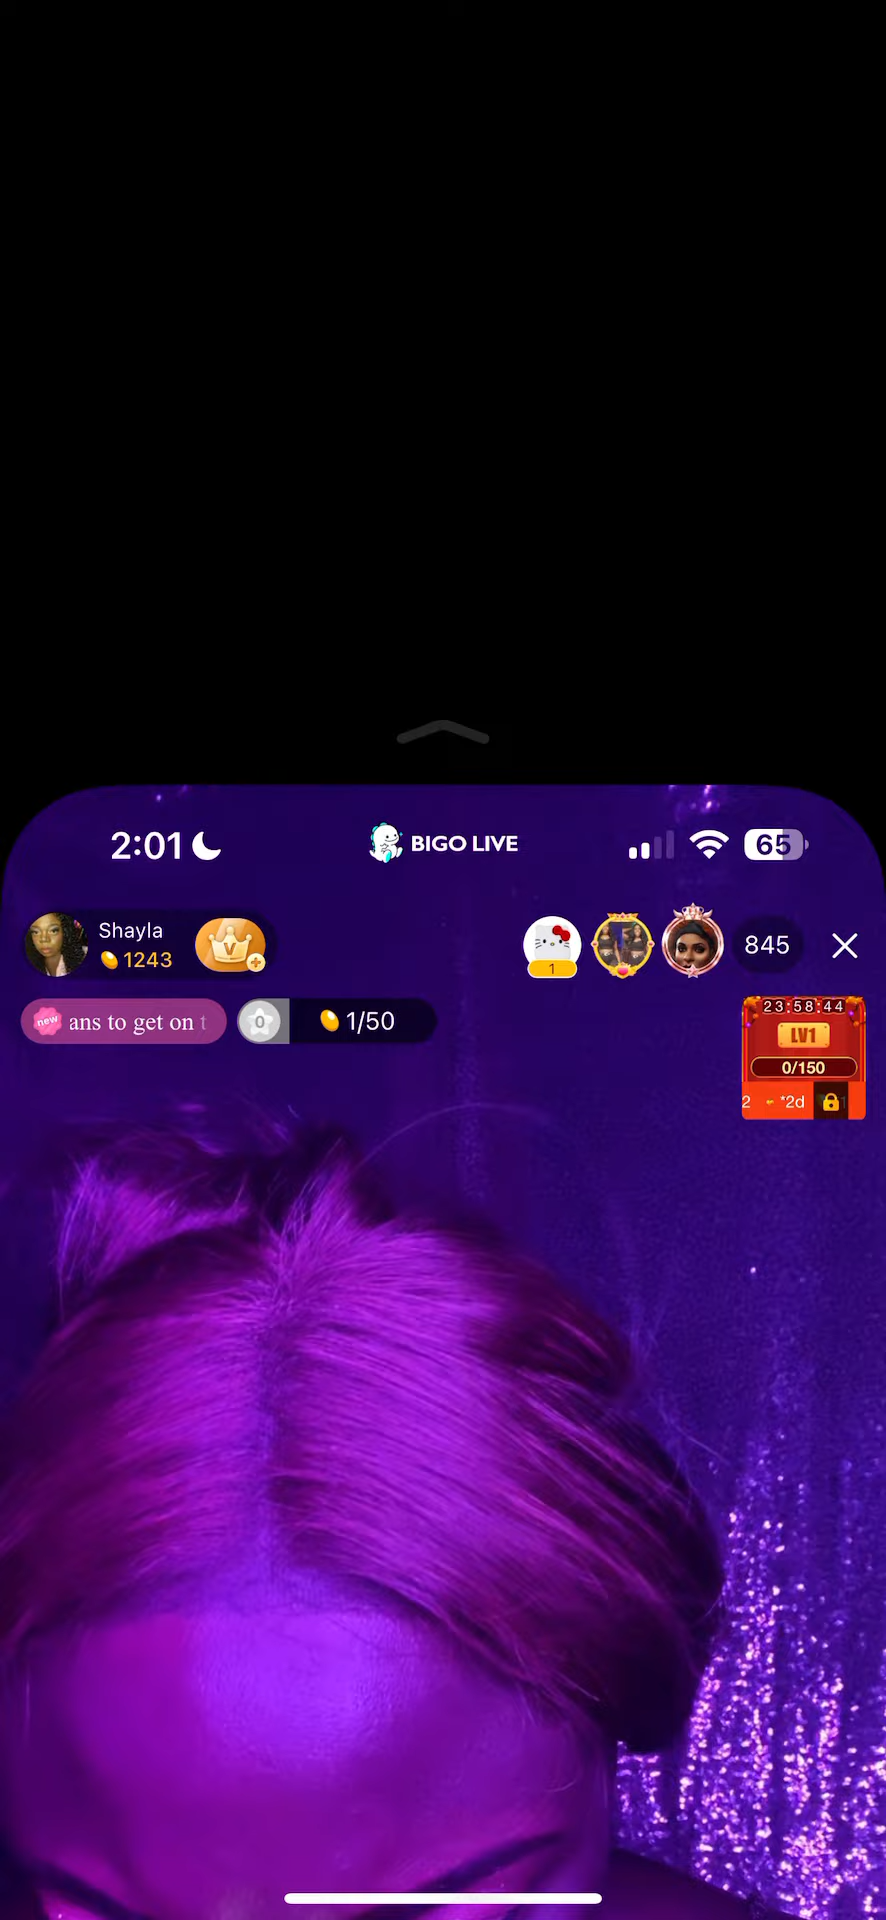 2:01
BIGO LIVE
65
Shayla
1243
V
1
845
new ans to get on t
0
1/50
23:58:44
LV1
0/150
2
*2d